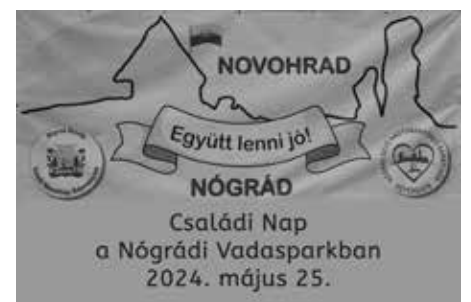 NOVOHRAD
Együtt lenni jó!
NÓGRÁD
Családi Nap
a Nógrádi Vadasparkban
2024. május 25.